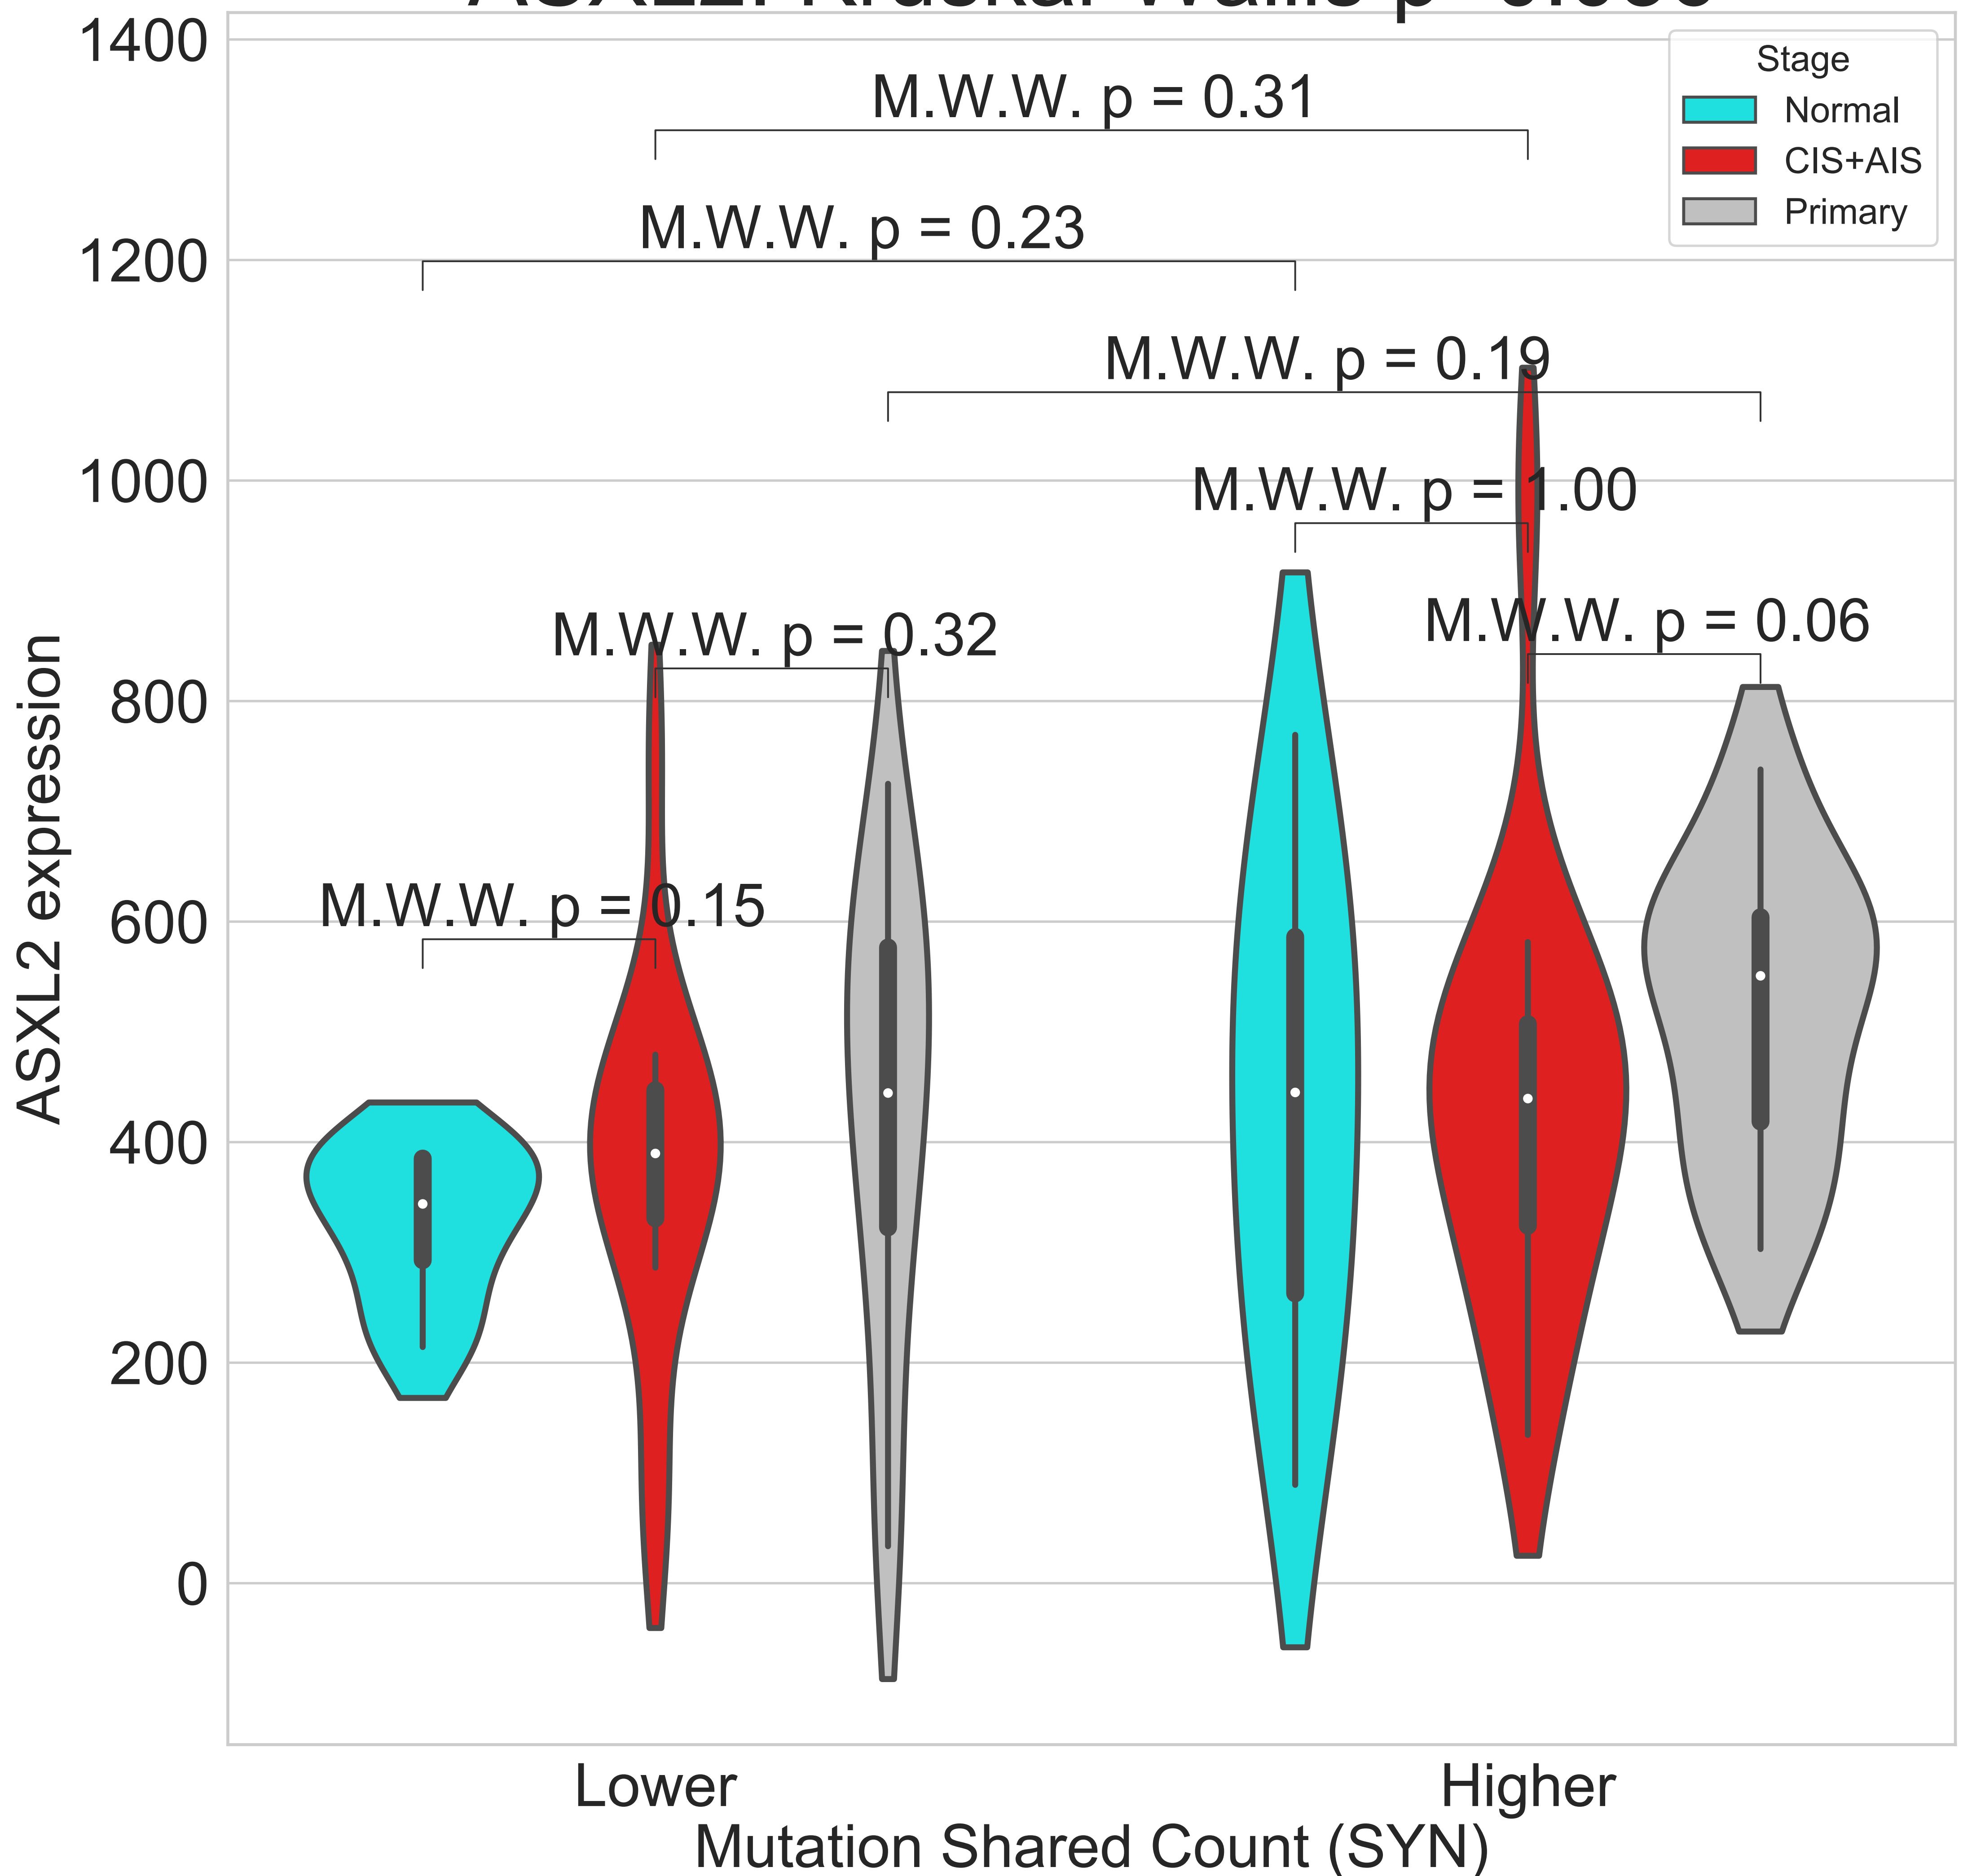 1400
1200
1000
800
600
400
200
0
ASXL2 expression
Stage
Normal
CIS+AIS
Primary
M.W.W. p = 0.31
M.W.W. p = 0.23
M.W.W. p = 0.19
M.W.W. p = 1.00
M.W.W. p = 0.06
M.W.W. p = 0.32
M.W.W. p = 0.15
Lower
Higher
Mutation Shared Count (SYN)